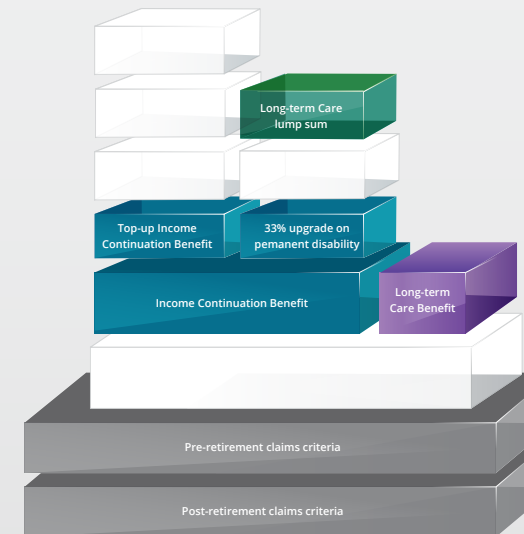 Long-term Care
lump sum
Top-up Income
Continuation Benefit
33% upgrade on
pemanent disability
Income Continuation Benefit
Long-term
Care Benefit
Pre-retirement claims criteria
Post-retirement claims criteria